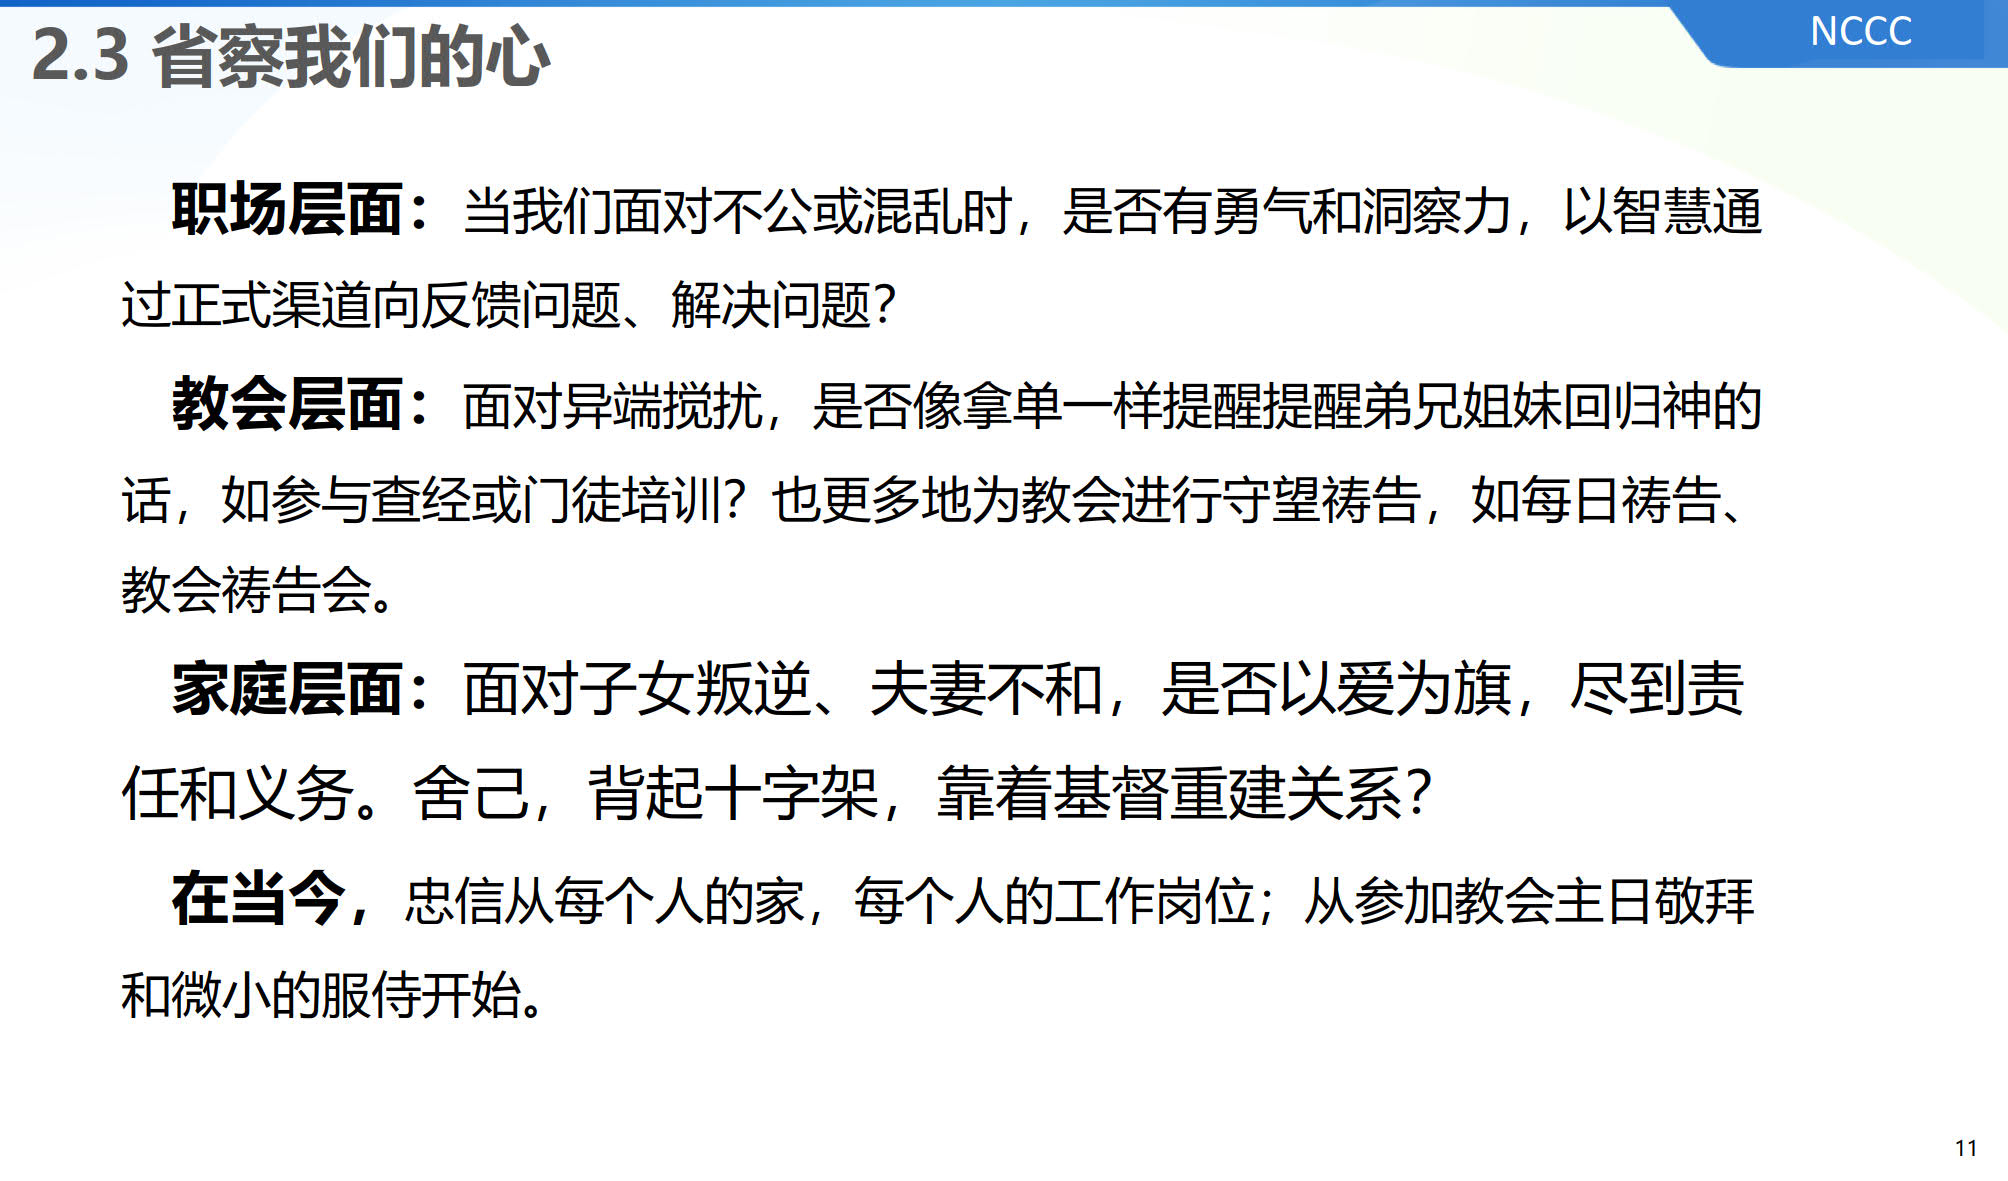 NCCC
2.3 省察我们的心
职场层面：当我们面对不公或混乱时，是否有勇气和洞察力，以智慧通
过正式渠道向反馈问题、解决问题？
教会层面：面对异端搅扰，是否像拿单一样提醒提醒弟兄姐妹回归神的
话，如参与查经或门徒培训？也更多地为教会进行守望祷告，如每日祷告、
教会祷告会。
家庭层面：面对子女叛逆、夫妻不和，是否以爱为旗，尽到责
任和义务。舍己，背起十字架，靠着基督重建关系？
在当今，忠信从每个人的家，每个人的工作岗位；从参加教会主日敬拜
和微小的服侍开始。
11